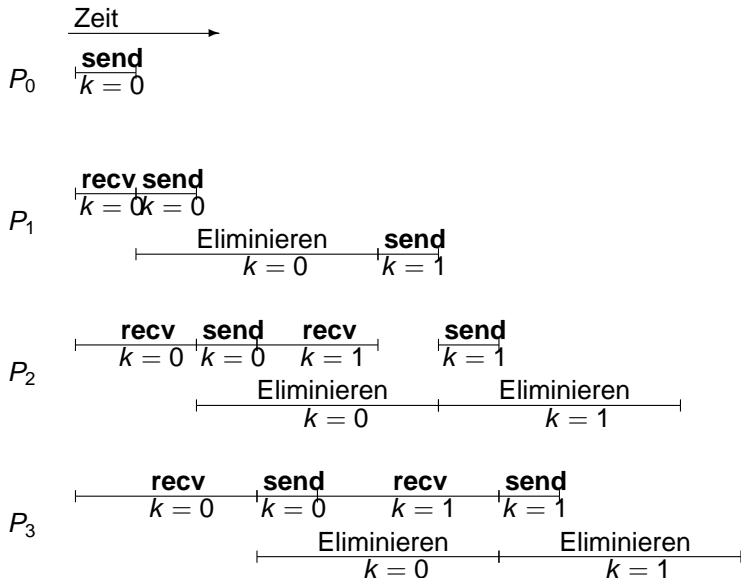 Zeit
send
P0
k = 0
recv send
k = 0 k = 0
P1
Eliminieren send
k = 0 k = 1
recv send recv send
k = 0 k = 0 k = 1 k = 1
P2
Eliminieren Eliminieren
k = 0 k = 1
recv send recv send
k = 0 k = 0 k = 1 k = 1
P3
Eliminieren Eliminieren
k = 0 k = 1